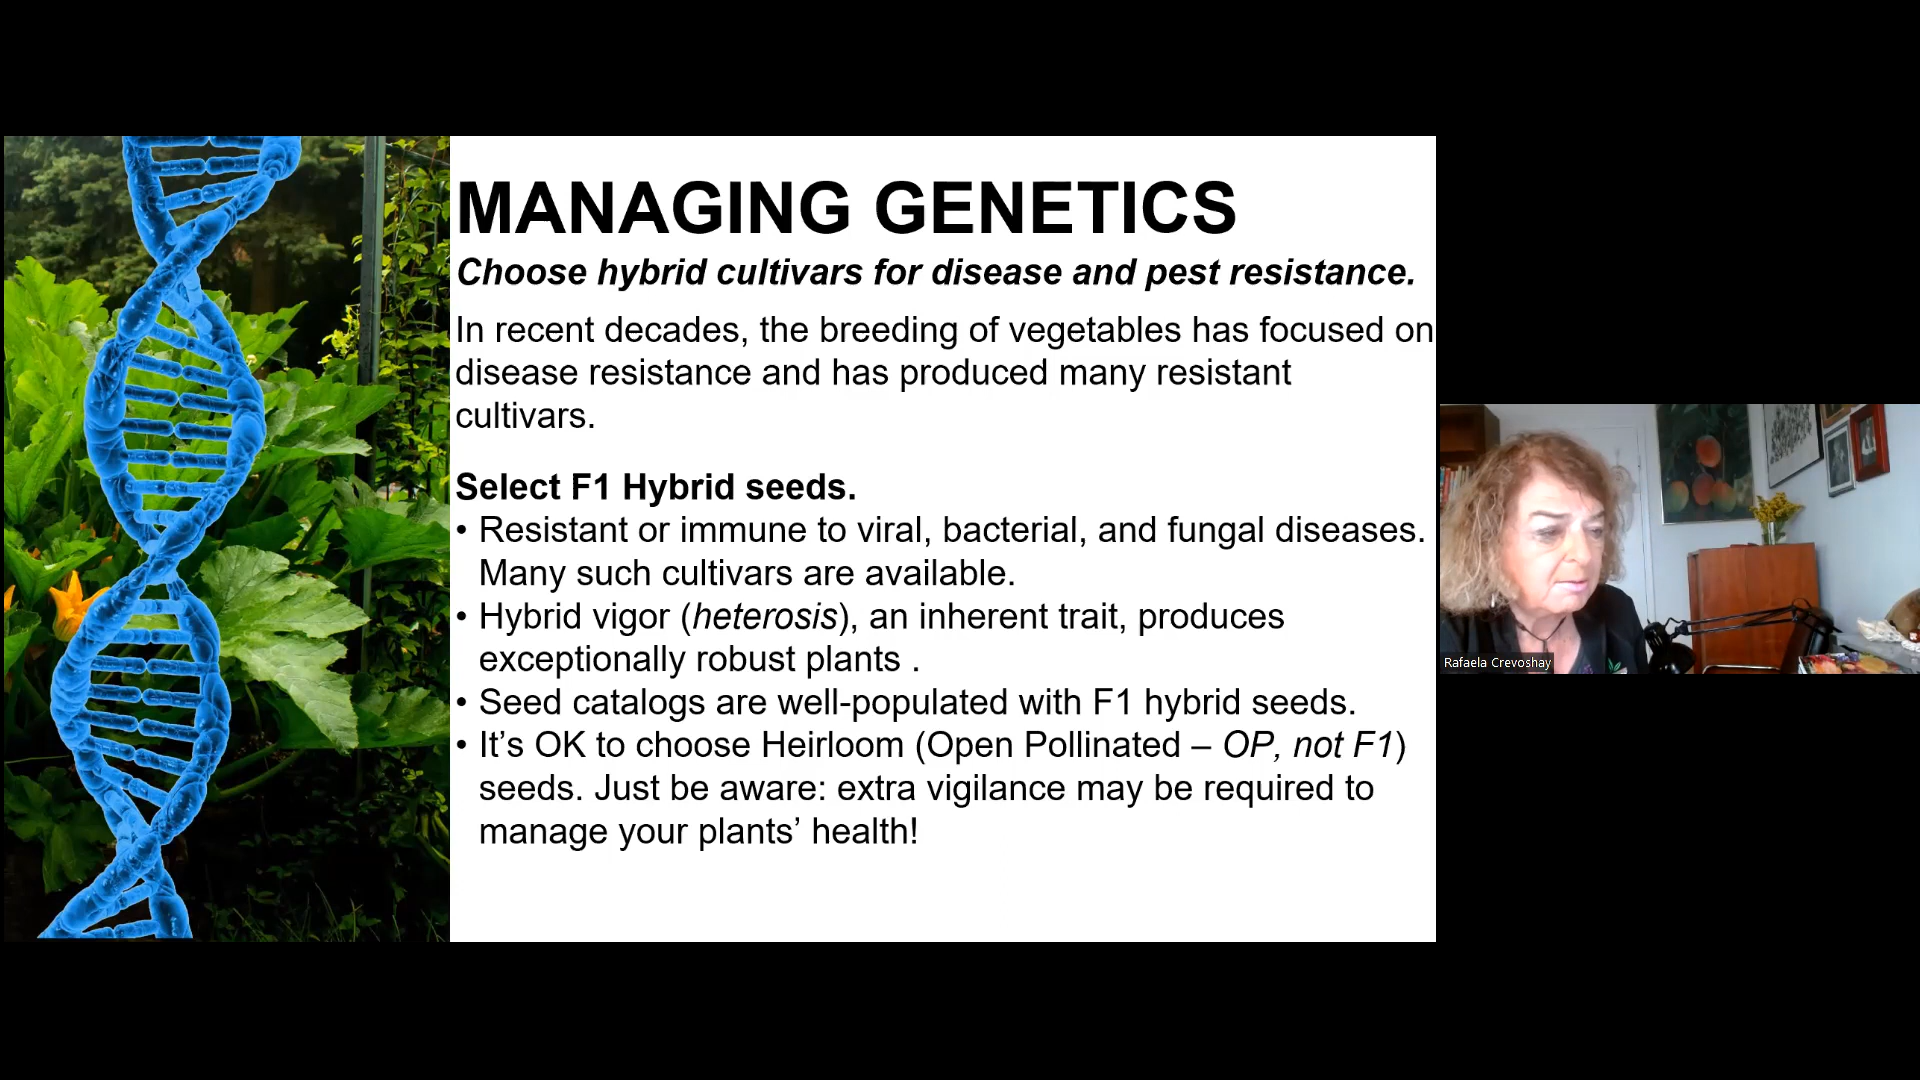 MANAGING GENETICS
Choose hybrid cultivars for disease and pest resistance.
In recent decades, the breeding of vegetables has focused on
disease resistance and has produced many resistant
cultivars.
Select F1 Hybrid seeds.
• Resistant or immune to viral, bacterial, and fungal diseases.
Many such cultivars are available.
• Hybrid vigor (heterosis), an inherent trait, produces
exceptionally robust plants .
• Seed catalogs are well-populated with F1 hybrid seeds.
• It’s OK to choose Heirloom (Open Pollinated – OP, not F1)
seeds. Just be aware: extra vigilance may be required to
manage your plants’ health!
Rafaela Crevoshay